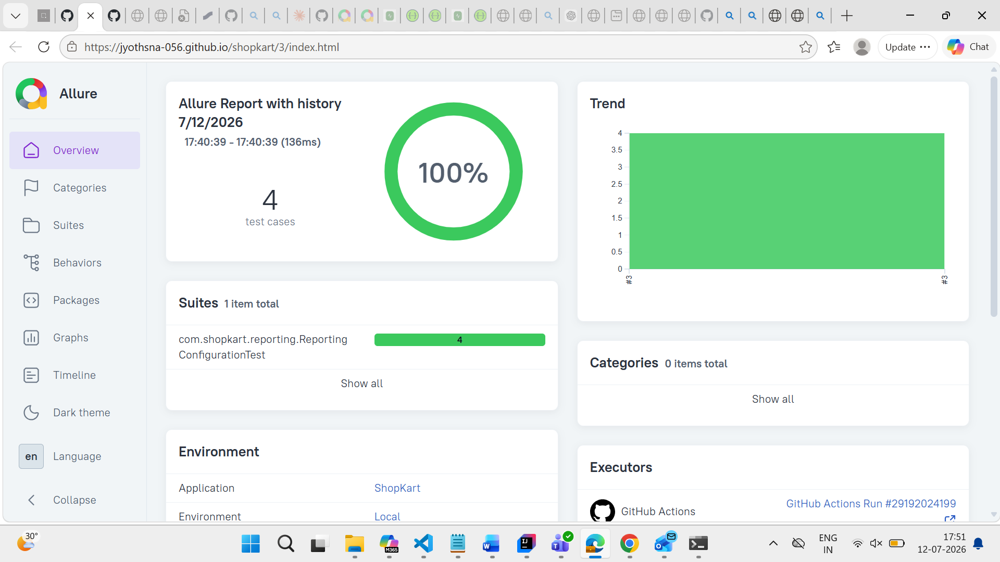 https://jyothsna-056.github.io/shopkart/3/index.html
Update
Chat
Allure
Overview
Categories
Suites
Behaviors
Packages
Graphs
Timeline
Dark theme
en Language
Collapse
Allure Report with history
7/12/2026
17:40:39 - 17:40:39 (136ms)
4
test cases
100%
Suites 1 item total
com.shopkart.reporting.Reporting
ConfigurationTest
4
Show all
Environment
Application ShopKart
Environment Local
Trend
4
3.5
3
2.5
2
1.5
1
0.5
0
#3
#3
Categories 0 items total
Show all
Executors
GitHub Actions
GitHub Actions Run #29192024199
30°
M365
ENG
IN
17:51
12-07-2026